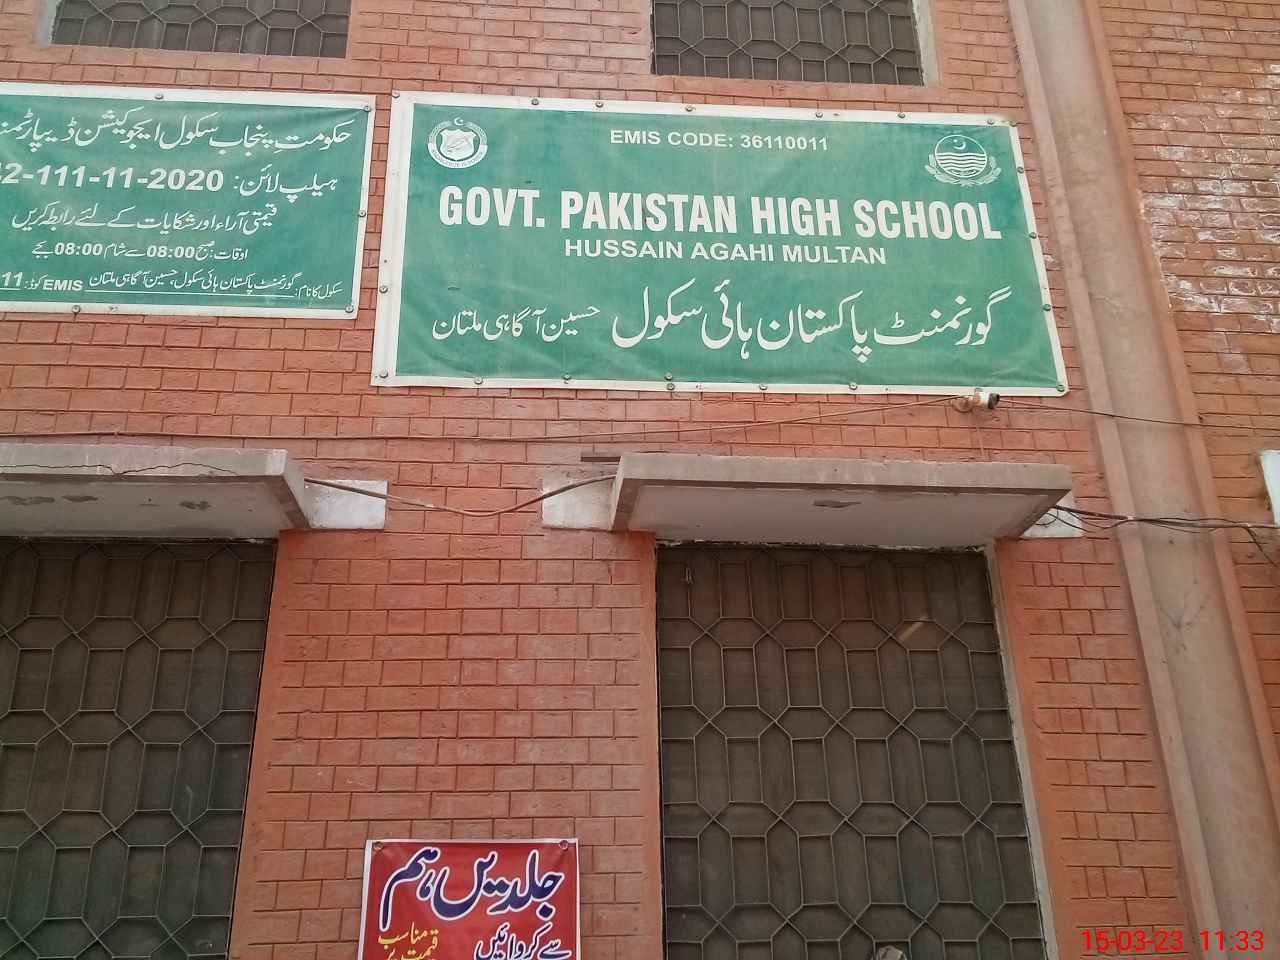 حکومتِ پنجاب سکول ایجوکیشن ڈیپارٹمنٹ
ہیلپ لائن: 42-111-11-2020
قیمتی آراء اور شکایات کے لئے رابطہ کریں
اوقات: صبح 08:00 سے شام 08:00 بجے
سکول کا نام: گورنمنٹ پاکستان ہائی سکول، حسین آگاہی ملتان EMIS کوڈ: 11
EMIS CODE: 36110011
GOVT. PAKISTAN HIGH SCHOOL
HUSSAIN AGAHI MULTAN
گورنمنٹ پاکستان ہائی سکول حسین آگاہی ملتان
جلدیں ہم
سے کروائیں
مناسب
قیمت پر
15-03-23 11:33